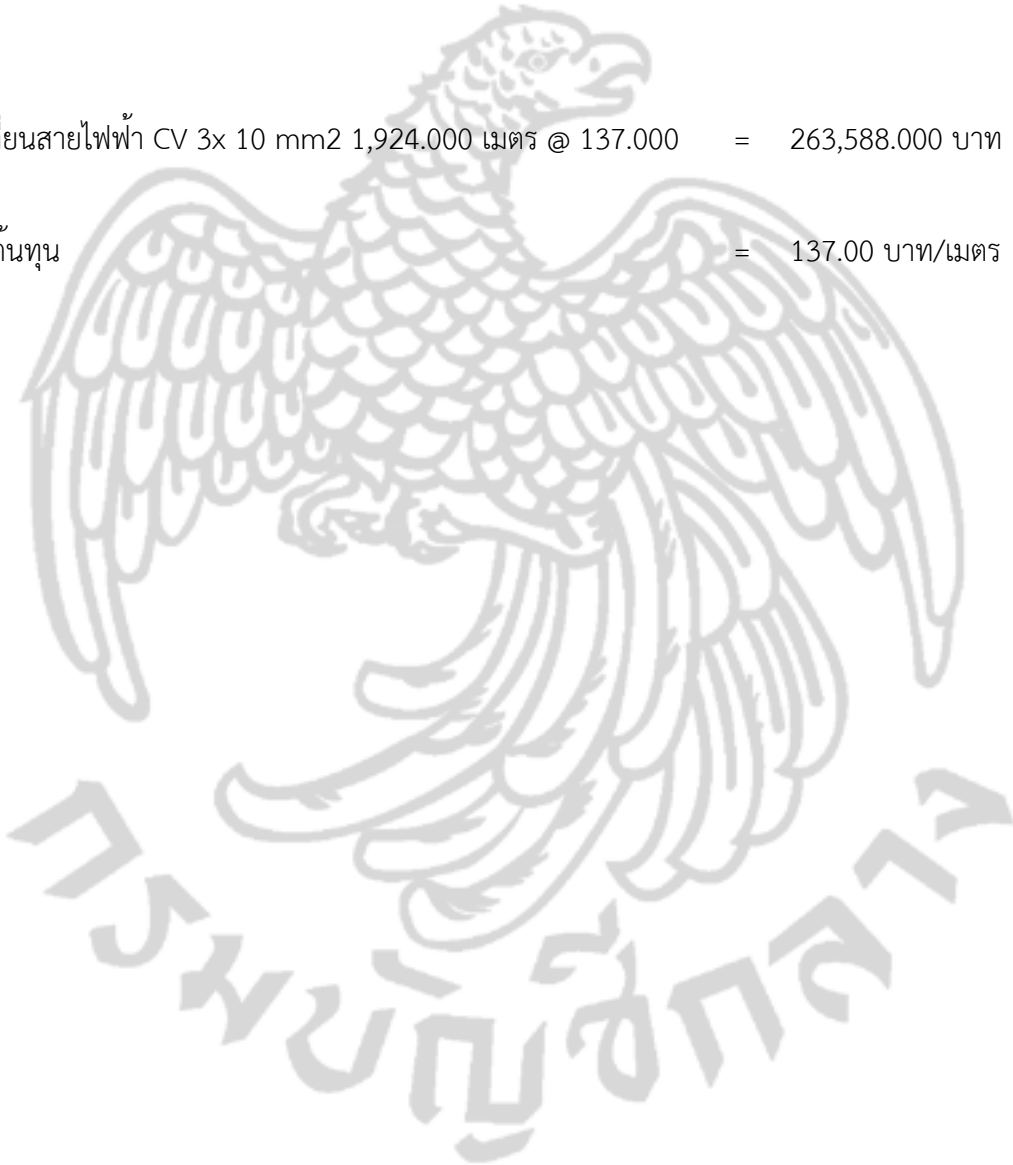 ยนสายไฟฟ้า CV 3x 10 mm2 1,924.000 เมตร @ 137.000 = 263,588.000 บาท
้นทุน = 137.00 บาท/เมตร
กรมบัญชีกลาง